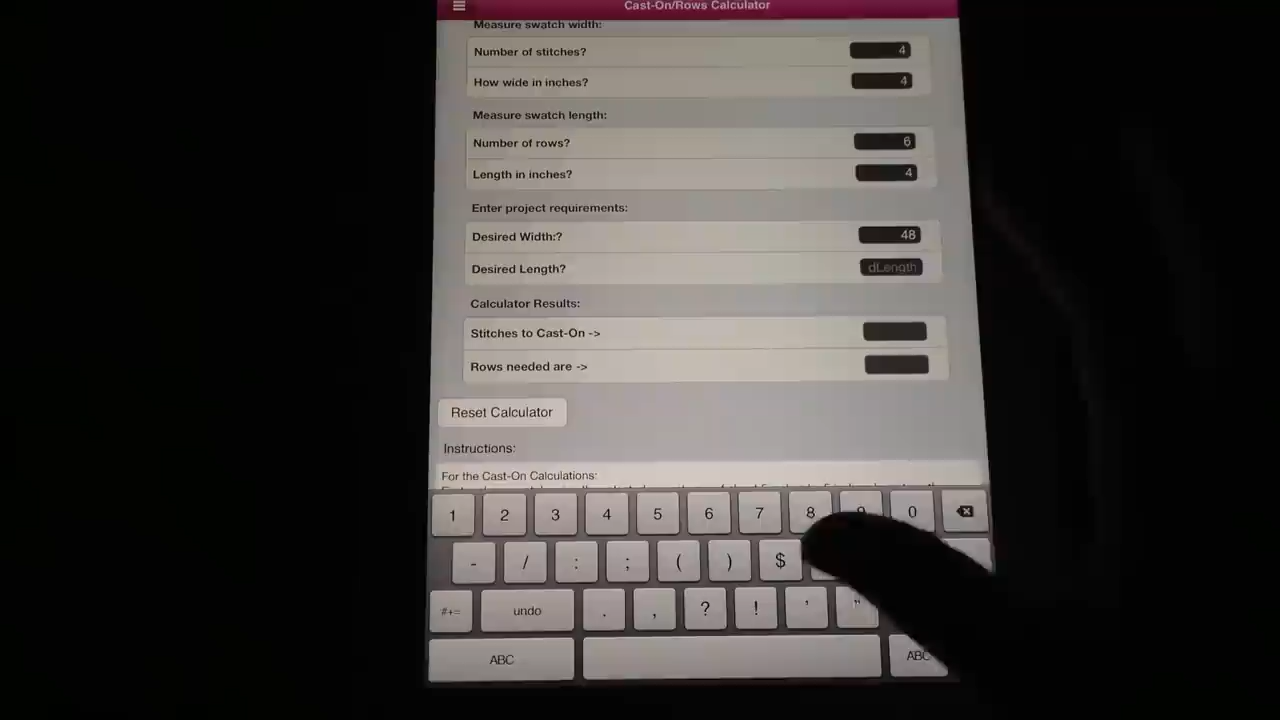 Cast-On/Rows Calculator
Measure swatch width:
Number of stitches? 4
How wide in inches? 4
Measure swatch length:
Number of rows? 6
Length in inches? 4
Enter project requirements:
Desired Width:? 48
Desired Length? dLength
Calculator Results:
Stitches to Cast-On ->
Rows needed are ->
Reset Calculator
Instructions:
For the Cast-On Calculations:
1 2 3 4 5 6 7 8 9 0
- / : ; ( ) $
#+= undo . , ? ! ' "
ABC ABC